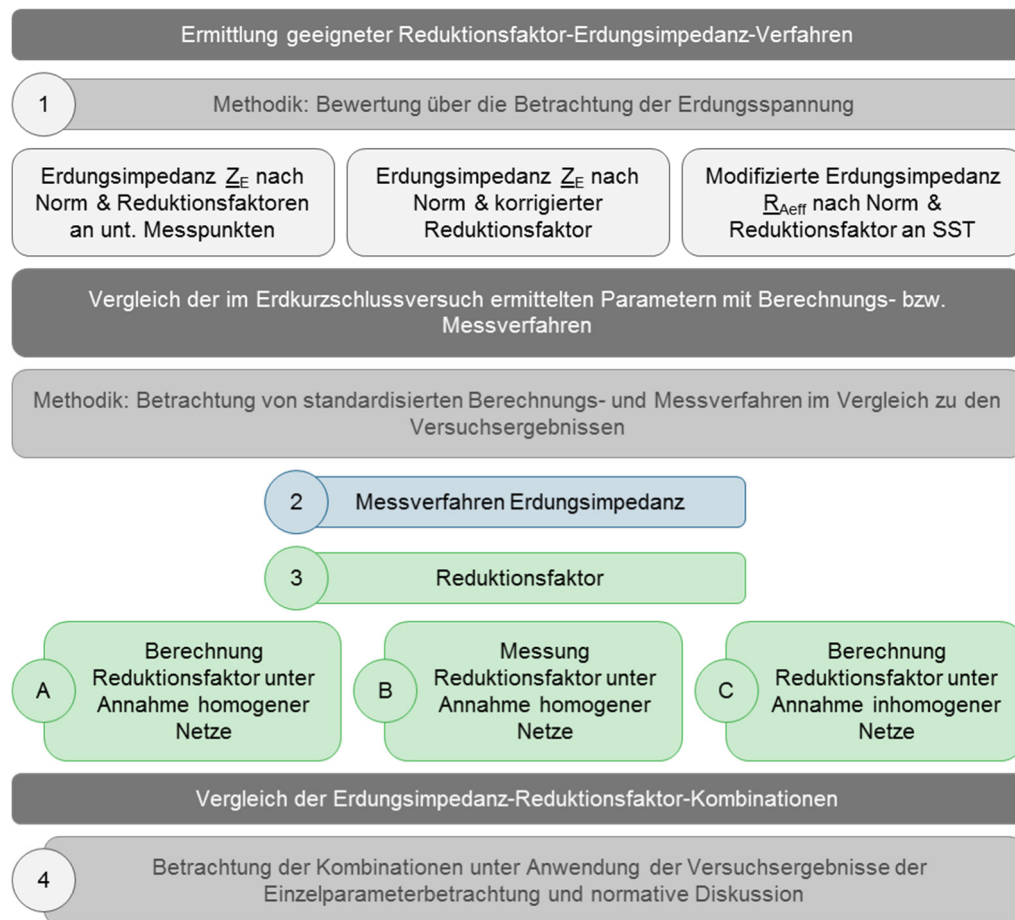 Ermittlung geeigneter Reduktionsfaktor-Erdungsimpedanz-Verfahren
1
Methodik: Bewertung über die Betrachtung der Erdungsspannung
Erdungsimpedanz Z_E nach
Norm & Reduktionsfaktoren
an unt. Messpunkten
Erdungsimpedanz Z_E nach
Norm & korrigierter
Reduktionsfaktor
Modifizierte Erdungsimpedanz
R_Aeff nach Norm &
Reduktionsfaktor an SST
Vergleich der im Erdkurzschlussversuch ermittelten Parametern mit Berechnungs- bzw.
Messverfahren
Methodik: Betrachtung von standardisierten Berechnungs- und Messverfahren im Vergleich zu den
Versuchsergebnissen
2
Messverfahren Erdungsimpedanz
3
Reduktionsfaktor
A
Berechnung
Reduktionsfaktor unter
Annahme homogener
Netze
B
Messung
Reduktionsfaktor unter
Annahme homogener
Netze
C
Berechnung
Reduktionsfaktor unter
Annahme inhomogener
Netze
Vergleich der Erdungsimpedanz-Reduktionsfaktor-Kombinationen
4
Betrachtung der Kombinationen unter Anwendung der Versuchsergebnisse der
Einzelparameterbetrachtung und normative Diskussion